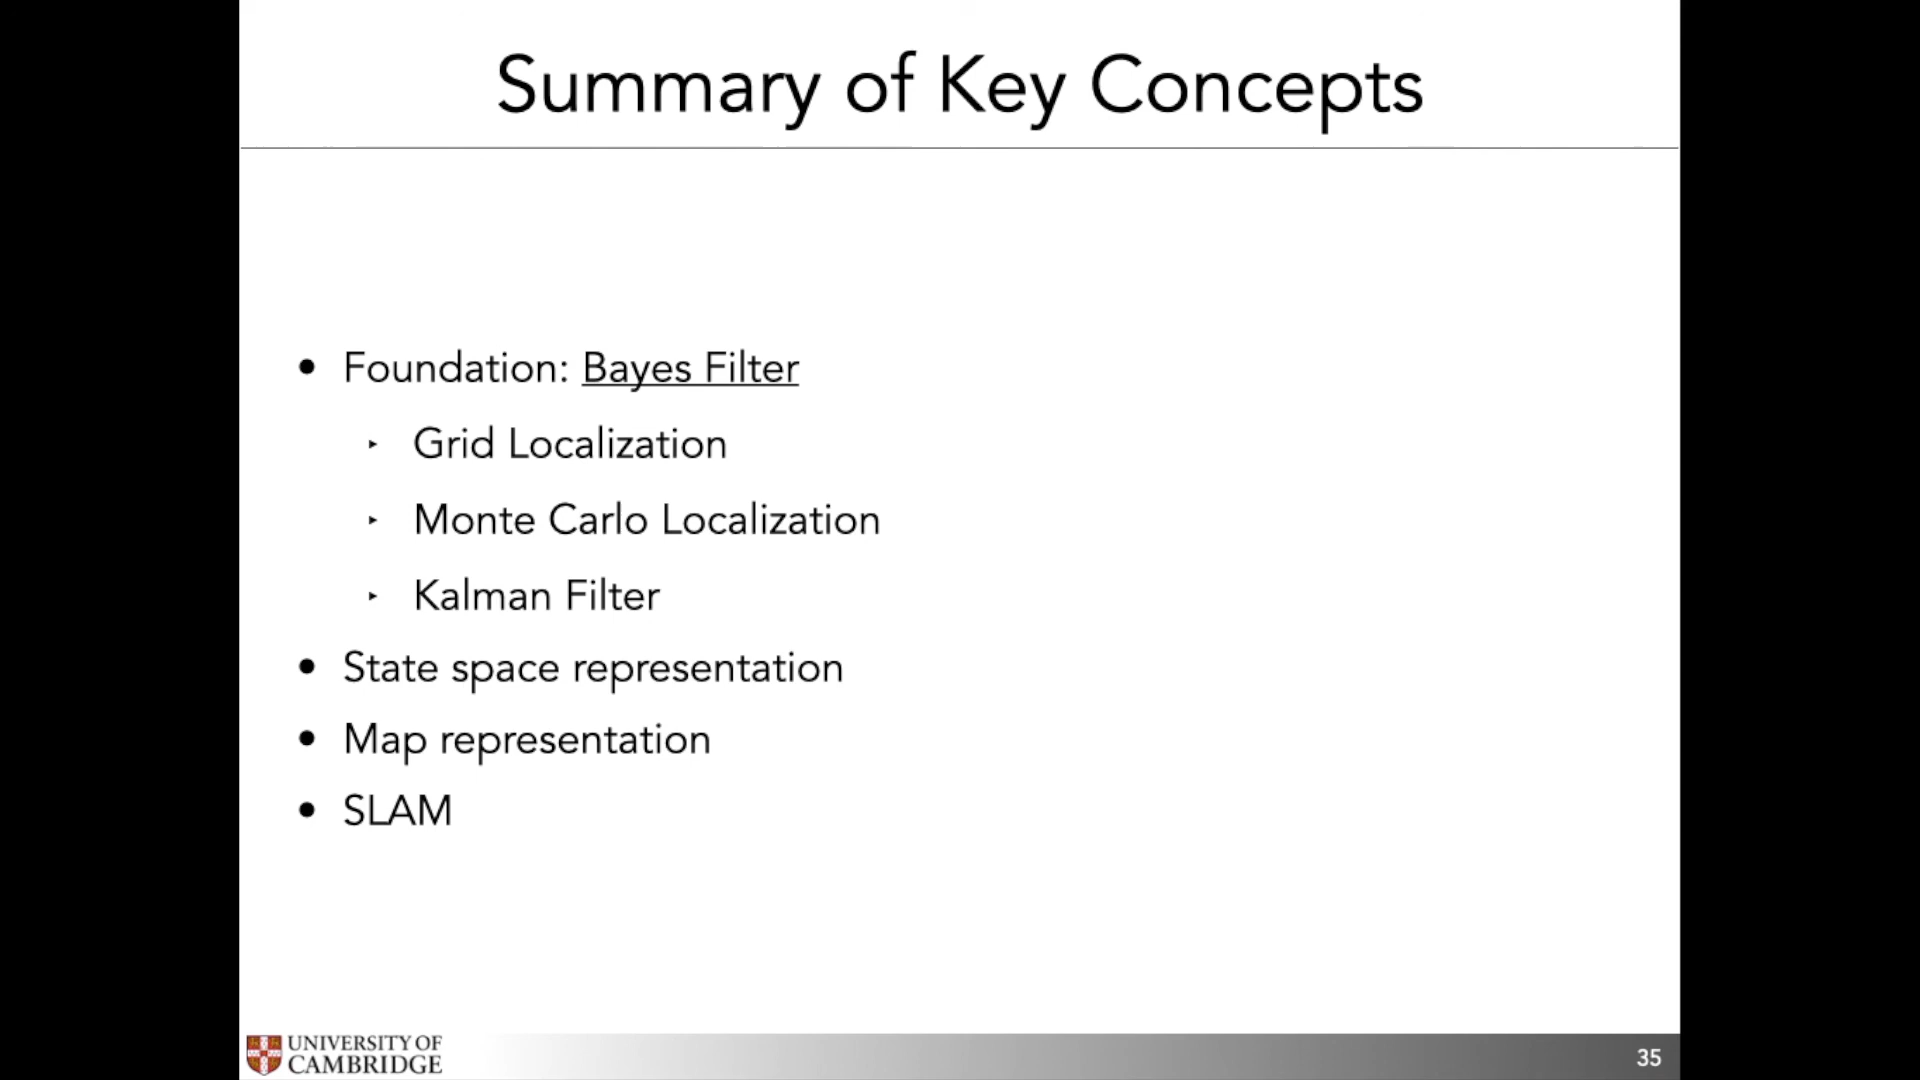 Summary of Key Concepts
• Foundation: Bayes Filter
‣ Grid Localization
‣ Monte Carlo Localization
‣ Kalman Filter
• State space representation
• Map representation
• SLAM
UNIVERSITY OF
CAMBRIDGE
35